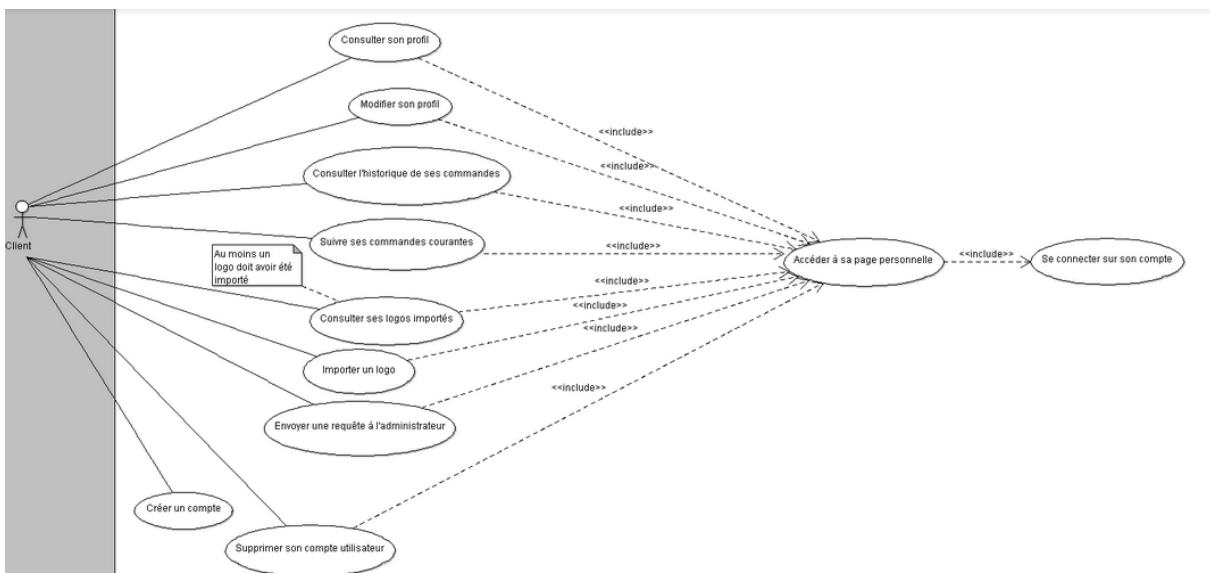 Consulter son profil
Modifier son profil
<<include>>
<<include>>
Consulter l'historique de ses commandes
<<include>>
Client
Au moins un
logo doit avoir été
importé
Suivre ses commandes courantes
<<include>>
Accéder à sa page personnelle
<<include>>
Se connecter sur son compte
<<include>>
Consulter ses logos importés
<<include>>
<<include>>
Importer un logo
<<include>>
Envoyer une requête à l'administrateur
Créer un compte
Supprimer son compte utilisateur